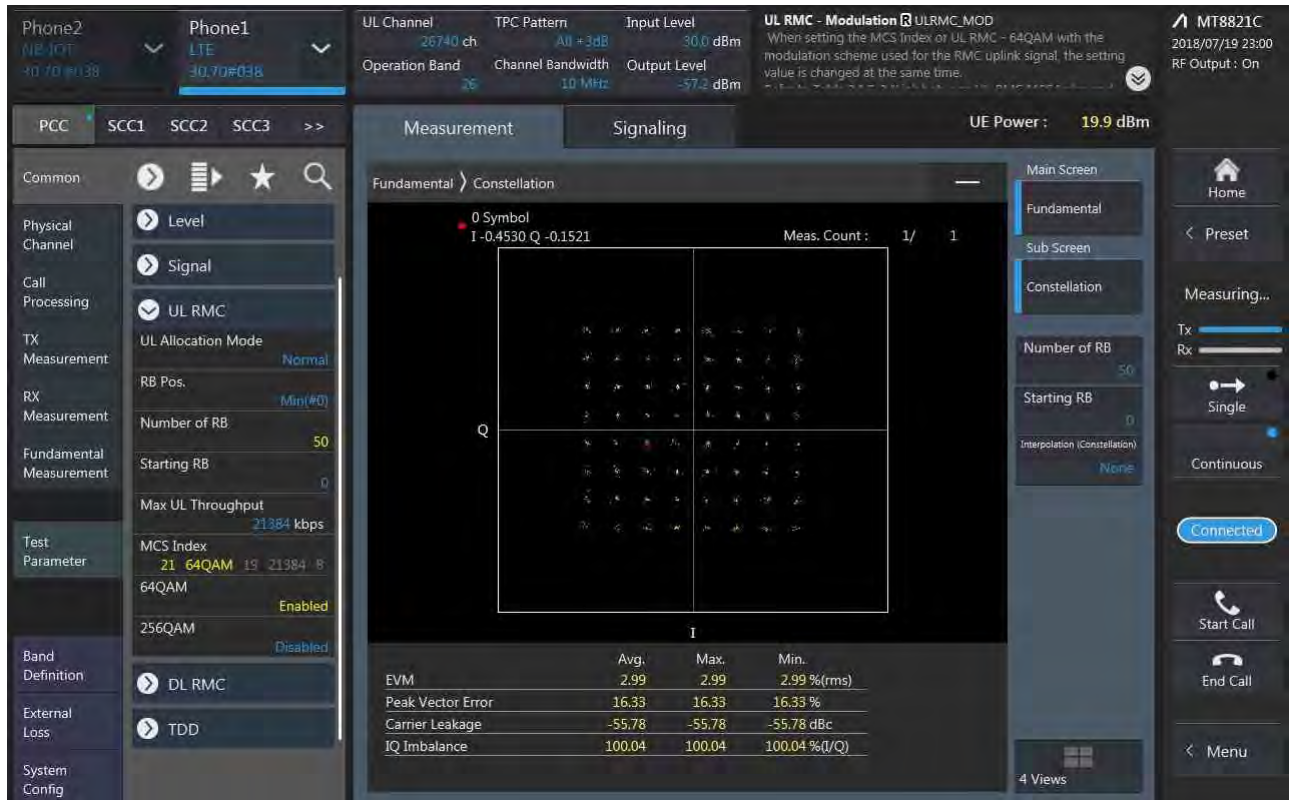 Phone2
NB-IOT
30.70#038
Phone1
LTE
30.70#038
UL Channel
26740 ch
TPC Pattern
All +3dB
Input Level
30.0 dBm
Operation Band
26
Channel Bandwidth
10 MHz
Output Level
-57.2 dBm
UL RMC - Modulation R ULRMC_MOD
When setting the MCS Index or UL RMC - 64QAM with the
modulation scheme used for the RMC uplink signal, the setting
value is changed at the same time.
MT8821C
2018/07/19 23:00
RF Output : On
PCC SCC1 SCC2 SCC3 >>
Measurement Signaling
UE Power : 19.9 dBm
Common
Physical
Channel
Call
Processing
TX
Measurement
RX
Measurement
Fundamental
Measurement
Test
Parameter
Band
Definition
External
Loss
System
Config
Level
Signal
UL RMC
UL Allocation Mode
Normal
RB Pos.
Min(#0)
Number of RB
50
Starting RB
0
Max UL Throughput
21384 kbps
MCS Index
21 64QAM 19 21384 8
64QAM
Enabled
256QAM
Disabled
DL RMC
TDD
Fundamental 〉 Constellation
0 Symbol
I -0.4530 Q -0.1521
Meas. Count : 1/ 1
Q
I
Avg. Max. Min.
EVM 2.99 2.99 2.99 %(rms)
Peak Vector Error 16.33 16.33 16.33 %
Carrier Leakage -55.78 -55.78 -55.78 dBc
IQ Imbalance 100.04 100.04 100.04 %(I/Q)
Main Screen
Fundamental
Sub Screen
Constellation
Number of RB
50
Starting RB
0
Interpolation (Constellation)
None
4 Views
Home
< Preset
Measuring...
Tx
Rx
Single
Continuous
Connected
Start Call
End Call
< Menu